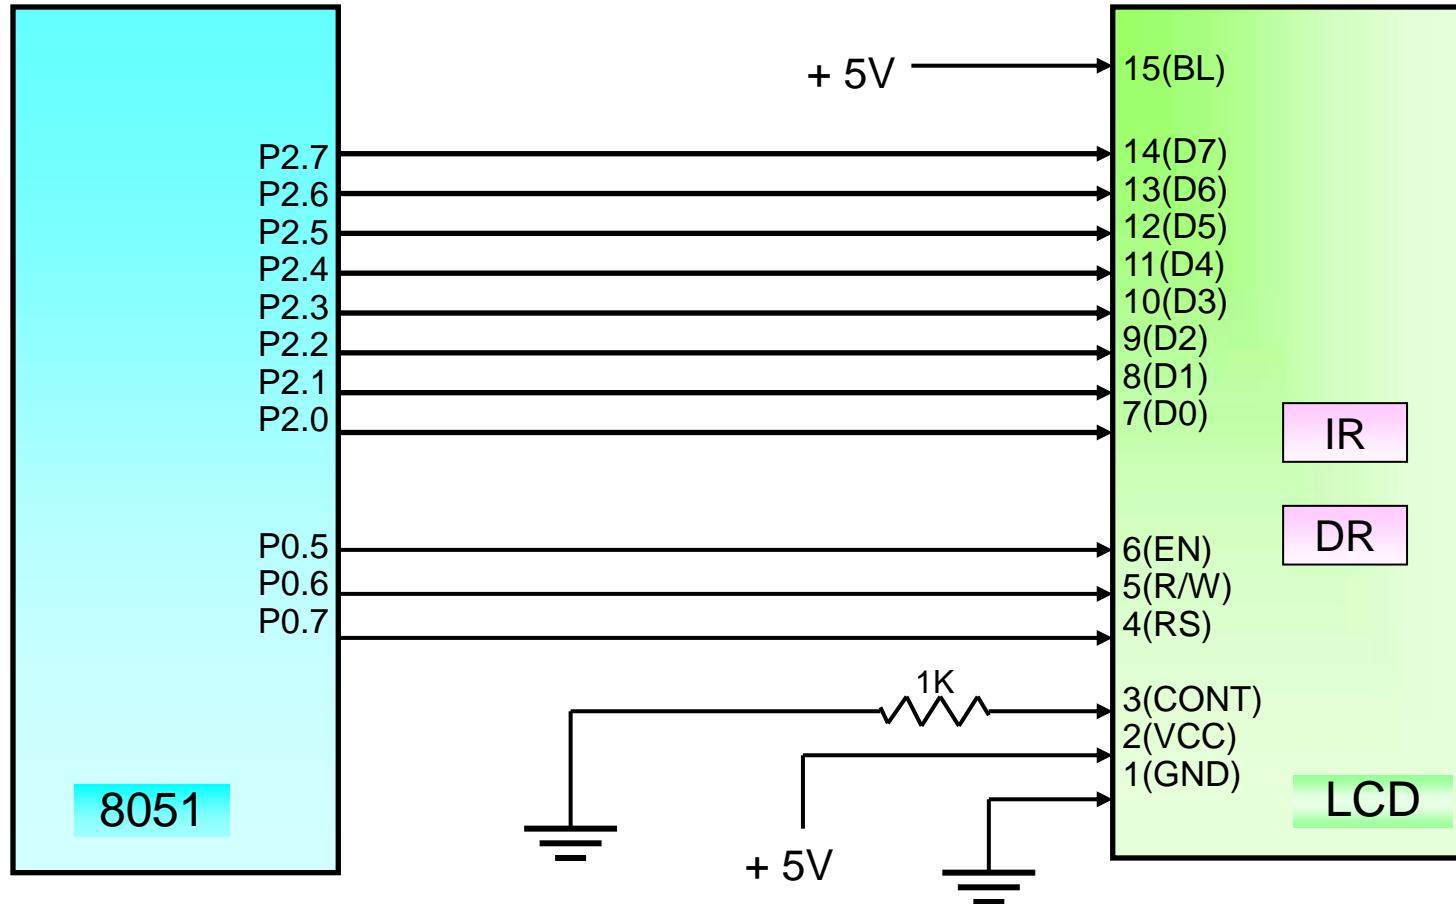 + 5V
15(BL)
P2.7
14(D7)
P2.6
13(D6)
P2.5
12(D5)
P2.4
11(D4)
P2.3
10(D3)
P2.2
9(D2)
P2.1
8(D1)
P2.0
7(D0)
IR
DR
P0.5
6(EN)
P0.6
5(R/W)
P0.7
4(RS)
1K
3(CONT)
2(VCC)
1(GND)
8051
LCD
+ 5V